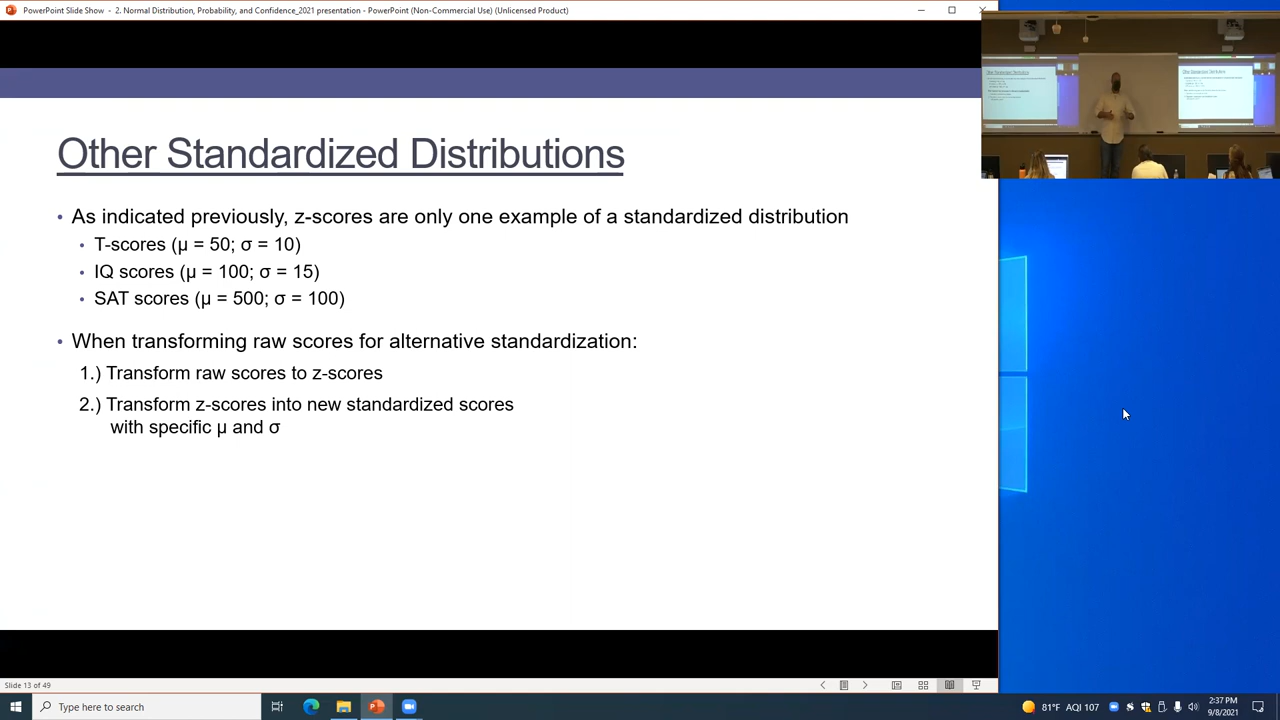 PowerPoint Slide Show - 2. Normal Distribution, Probability, and Confidence_2021 presentation - PowerPoint (Non-Commercial Use) (Unlicensed Product)
Other Standardized Distributions
• As indicated previously, z-scores are only one example of a standardized distribution
• T-scores (μ = 50; σ = 10)
• IQ scores (μ = 100; σ = 15)
• SAT scores (μ = 500; σ = 100)
• When transforming raw scores for alternative standardization:
1.) Transform raw scores to z-scores
2.) Transform z-scores into new standardized scores
with specific μ and σ
Slide 13 of 49
Type here to search
81°F AQI 107
2:37 PM
9/8/2021